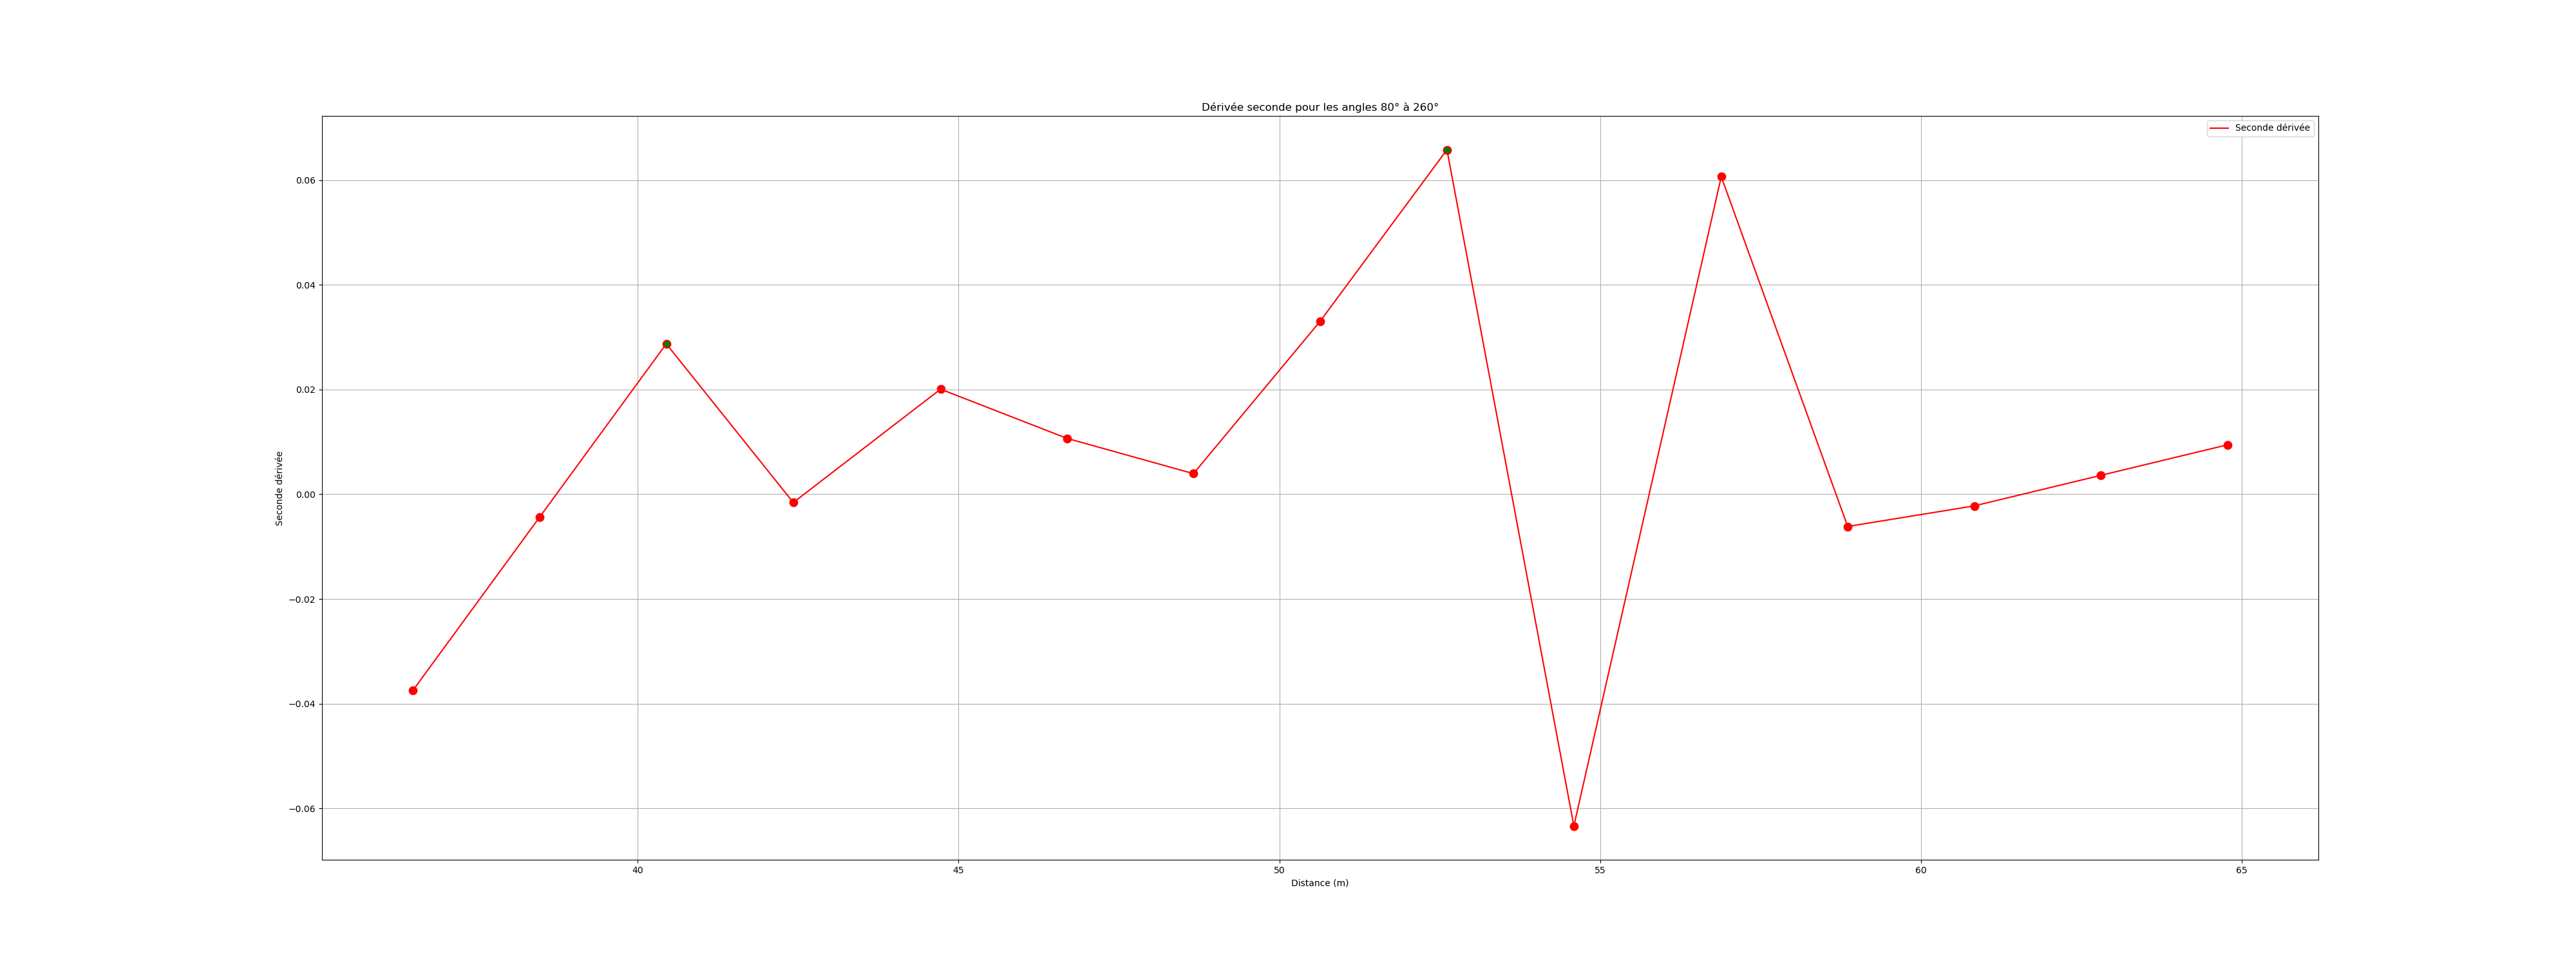 Dérivée seconde pour les angles 80° à 260°
Seconde dérivée
0.06
0.04
0.02
0.00
−0.02
−0.04
−0.06
Seconde dérivée
40 45 50 55 60 65
Distance (m)